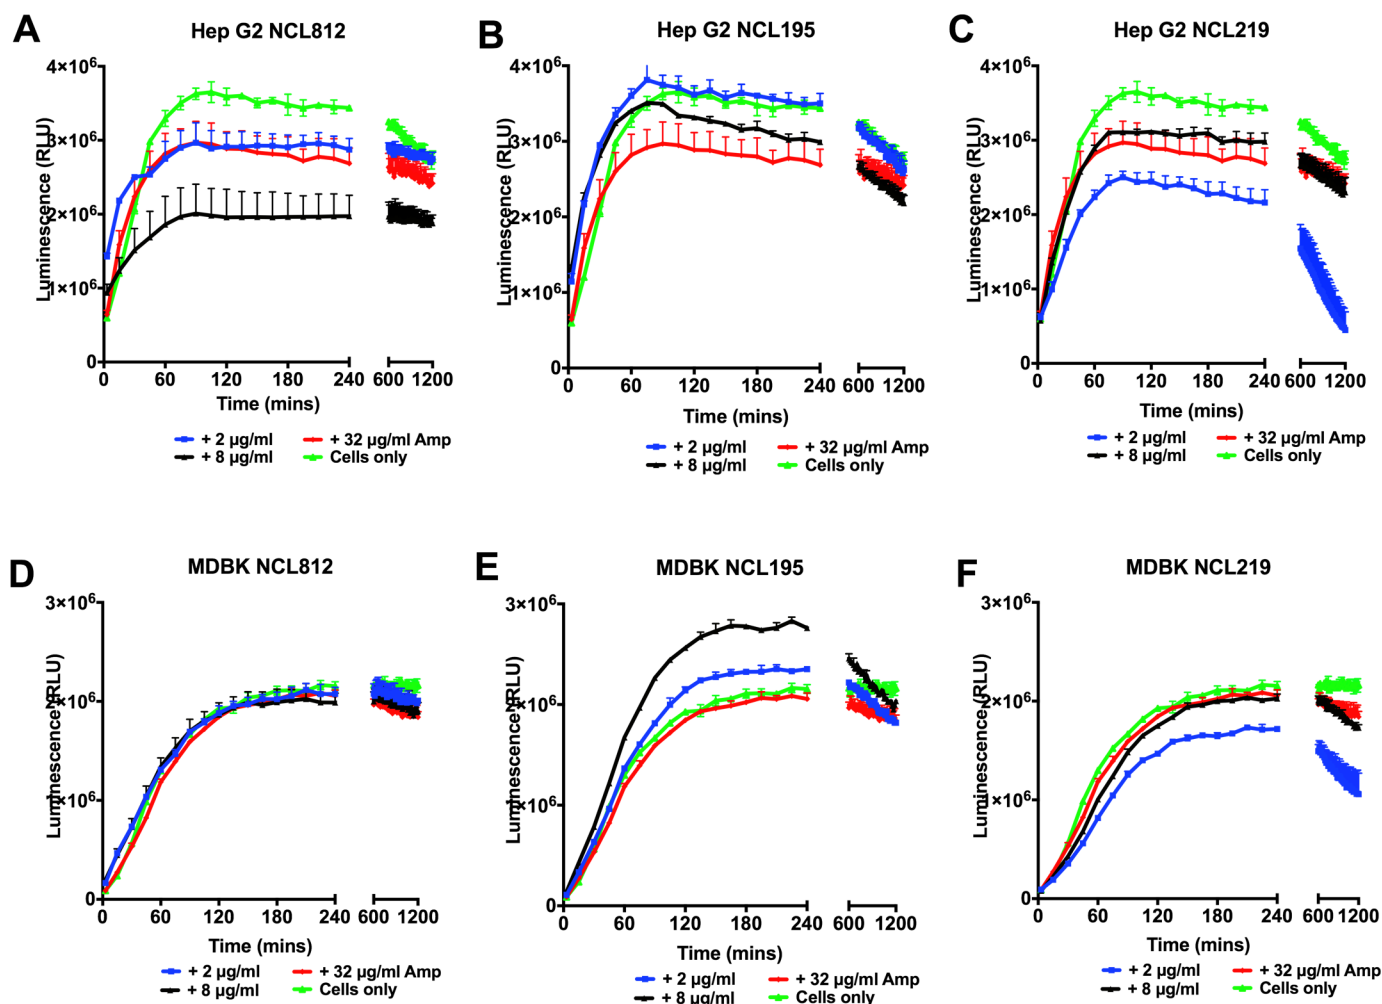 A
Hep G2 NCL812
Luminescence (RLU)
4×10⁶
3×10⁶
2×10⁶
1×10⁶
0
0 60 120 180 240 600 1200
Time (mins)
+ 2 µg/ml + 32 µg/ml Amp
+ 8 µg/ml Cells only
B
Hep G2 NCL195
Luminescence (RLU)
4×10⁶
3×10⁶
2×10⁶
1×10⁶
0
0 60 120 180 240 600 1200
Time (mins)
+ 2 µg/ml + 32 µg/ml Amp
+ 8 µg/ml Cells only
C
Hep G2 NCL219
Luminescence (RLU)
4×10⁶
3×10⁶
2×10⁶
1×10⁶
0
0 60 120 180 240 600 1200
Time (mins)
+ 2 µg/ml + 32 µg/ml Amp
+ 8 µg/ml Cells only
D
MDBK NCL812
Luminescence (RLU)
3×10⁶
2×10⁶
1×10⁶
0
0 60 120 180 240 600 1200
Time (mins)
+ 2 µg/ml + 32 µg/ml Amp
+ 8 µg/ml Cells only
E
MDBK NCL195
Luminescence (RLU)
3×10⁶
2×10⁶
1×10⁶
0
0 60 120 180 240 600 1200
Time (mins)
+ 2 µg/ml + 32 µg/ml Amp
+ 8 µg/ml Cells only
F
MDBK NCL219
Luminescence (RLU)
3×10⁶
2×10⁶
1×10⁶
0
0 60 120 180 240 600 1200
Time (mins)
+ 2 µg/ml + 32 µg/ml Amp
+ 8 µg/ml Cells only